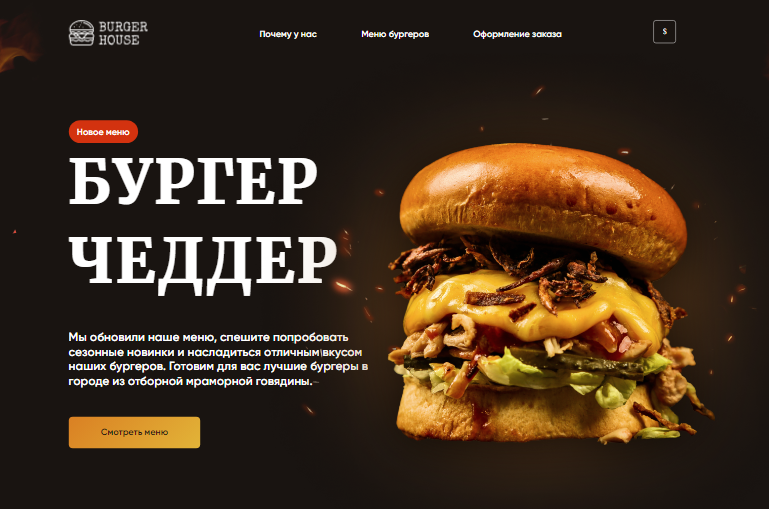 BURGER
HOUSE
Почему у нас
Меню бургеров
Оформление заказа
$
Новое меню
БУРГЕР
ЧЕДДЕР
Мы обновили наше меню, спешите попробовать
сезонные новинки и насладиться отличным вкусом
наших бургеров. Готовим для вас лучшие бургеры в
городе из отборной мраморной говядины.
Смотреть меню